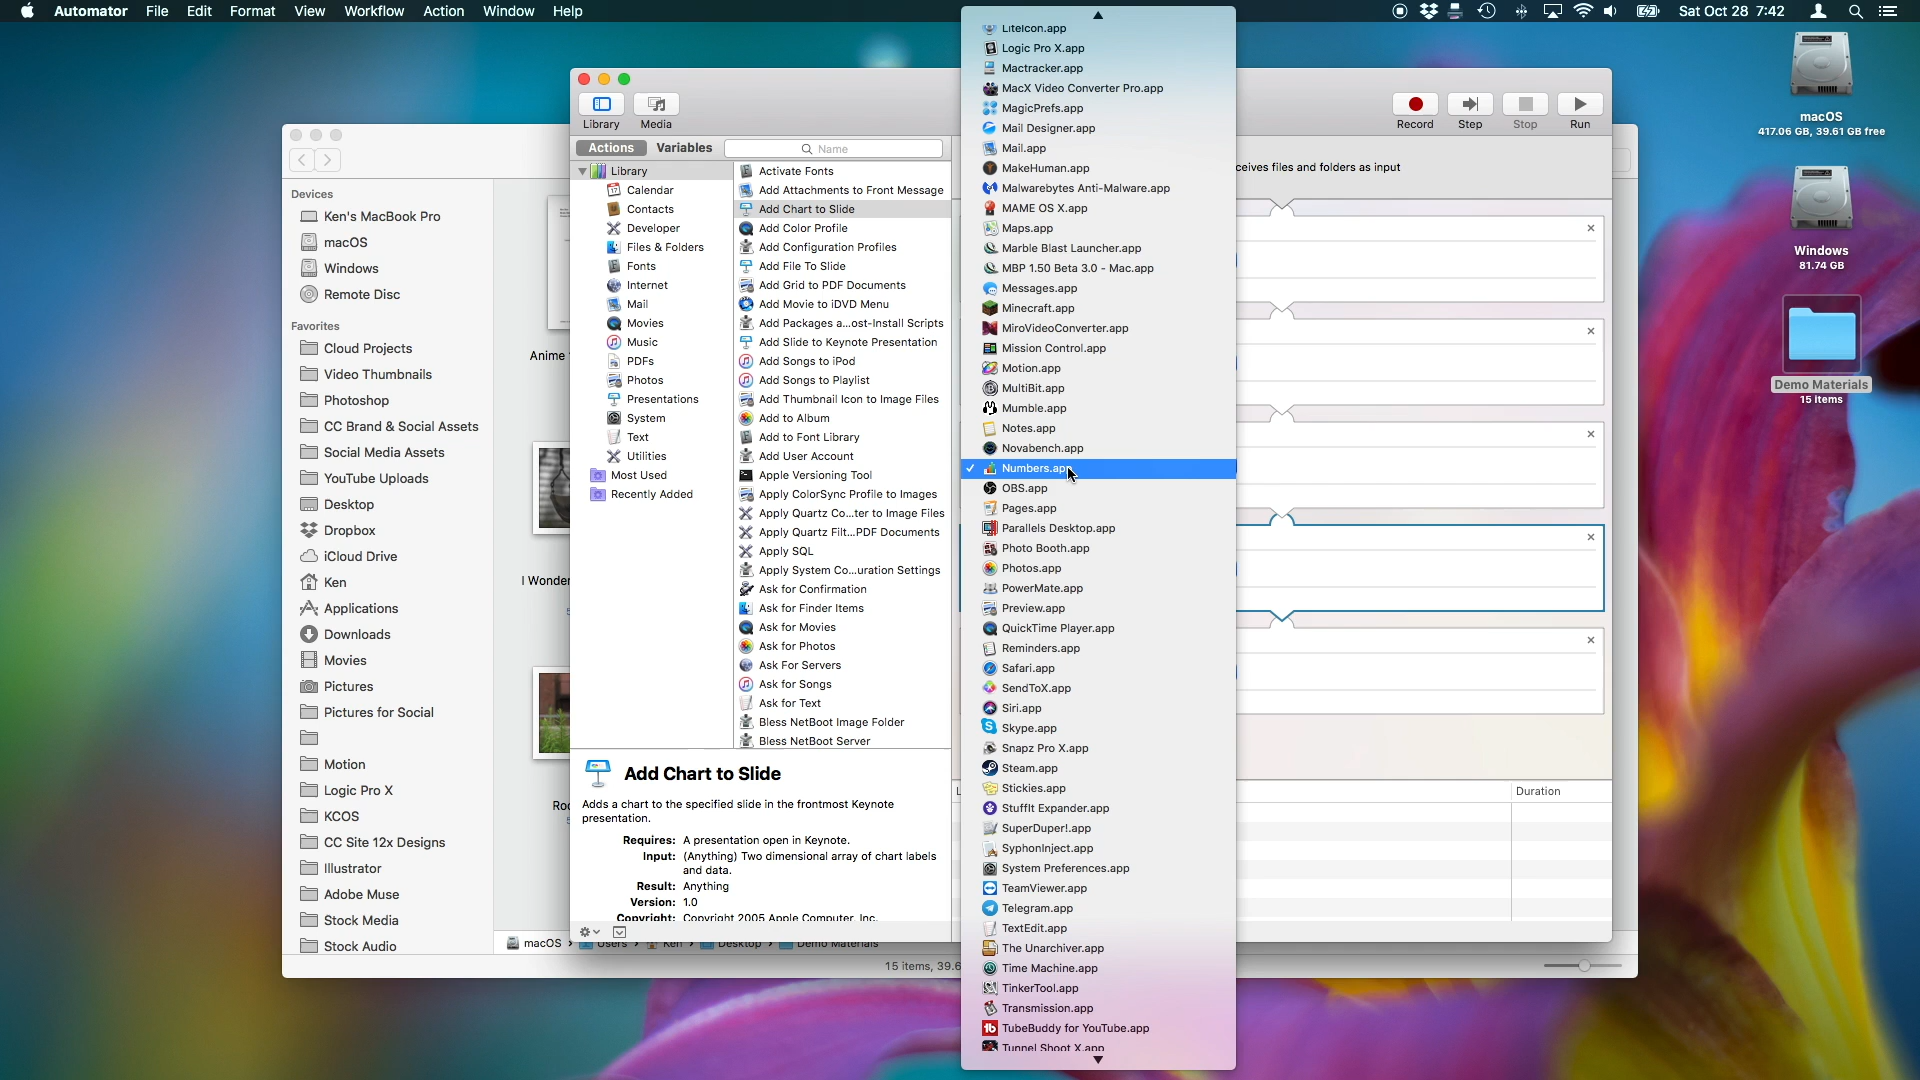 Automator File Edit Format View Workflow Action Window Help
Sat Oct 28 7:42
macOS
417.06 GB, 39.61 GB free
Windows
81.74 GB
Demo Materials
15 items
Devices
Ken's MacBook Pro
macOS
Windows
Remote Disc
Favorites
Cloud Projects
Video Thumbnails
Photoshop
CC Brand & Social Assets
Social Media Assets
YouTube Uploads
Desktop
Dropbox
iCloud Drive
Ken
Applications
Downloads
Movies
Pictures
Pictures for Social
Motion
Logic Pro X
KCOS
CC Site 12x Designs
Illustrator
Adobe Muse
Stock Media
Stock Audio
Anime
I Wonder
macOS › Users › Ken › Desktop › Demo Materials
15 items, 39.6
Library Media
Record Step Stop Run
Actions Variables Name
Library
Calendar
Contacts
Developer
Files & Folders
Fonts
Internet
Mail
Movies
Music
PDFs
Photos
Presentations
System
Text
Utilities
Most Used
Recently Added
Activate Fonts
Add Attachments to Front Message
Add Chart to Slide
Add Color Profile
Add Configuration Profiles
Add File To Slide
Add Grid to PDF Documents
Add Movie to iDVD Menu
Add Packages a...ost-Install Scripts
Add Slide to Keynote Presentation
Add Songs to iPod
Add Songs to Playlist
Add Thumbnail Icon to Image Files
Add to Album
Add to Font Library
Add User Account
Apple Versioning Tool
Apply ColorSync Profile to Images
Apply Quartz Co...ter to Image Files
Apply Quartz Filt...PDF Documents
Apply SQL
Apply System Co...uration Settings
Ask for Confirmation
Ask for Finder Items
Ask for Movies
Ask for Photos
Ask For Servers
Ask for Songs
Ask for Text
Bless NetBoot Image Folder
Bless NetBoot Server
Add Chart to Slide
Adds a chart to the specified slide in the frontmost Keynote
presentation.
Requires: A presentation open in Keynote.
Input: (Anything) Two dimensional array of chart labels
and data.
Result: Anything
Version: 1.0
Copyright: Copyright 2005 Apple Computer, Inc.
LiteIcon.app
Logic Pro X.app
Mactracker.app
MacX Video Converter Pro.app
MagicPrefs.app
Mail Designer.app
Mail.app
MakeHuman.app
Malwarebytes Anti-Malware.app
MAME OS X.app
Maps.app
Marble Blast Launcher.app
MBP 1.50 Beta 3.0 - Mac.app
Messages.app
Minecraft.app
MiroVideoConverter.app
Mission Control.app
Motion.app
MultiBit.app
Mumble.app
Notes.app
Novabench.app
✓ Numbers.app
OBS.app
Pages.app
Parallels Desktop.app
Photo Booth.app
Photos.app
PowerMate.app
Preview.app
QuickTime Player.app
Reminders.app
Safari.app
SendToX.app
Siri.app
Skype.app
Snapz Pro X.app
Steam.app
Stickies.app
StuffIt Expander.app
SuperDuper!.app
SyphonInject.app
System Preferences.app
TeamViewer.app
Telegram.app
TextEdit.app
The Unarchiver.app
Time Machine.app
TinkerTool.app
Transmission.app
TubeBuddy for YouTube.app
Tunnel Shoot X.app
ceives files and folders as input
Duration